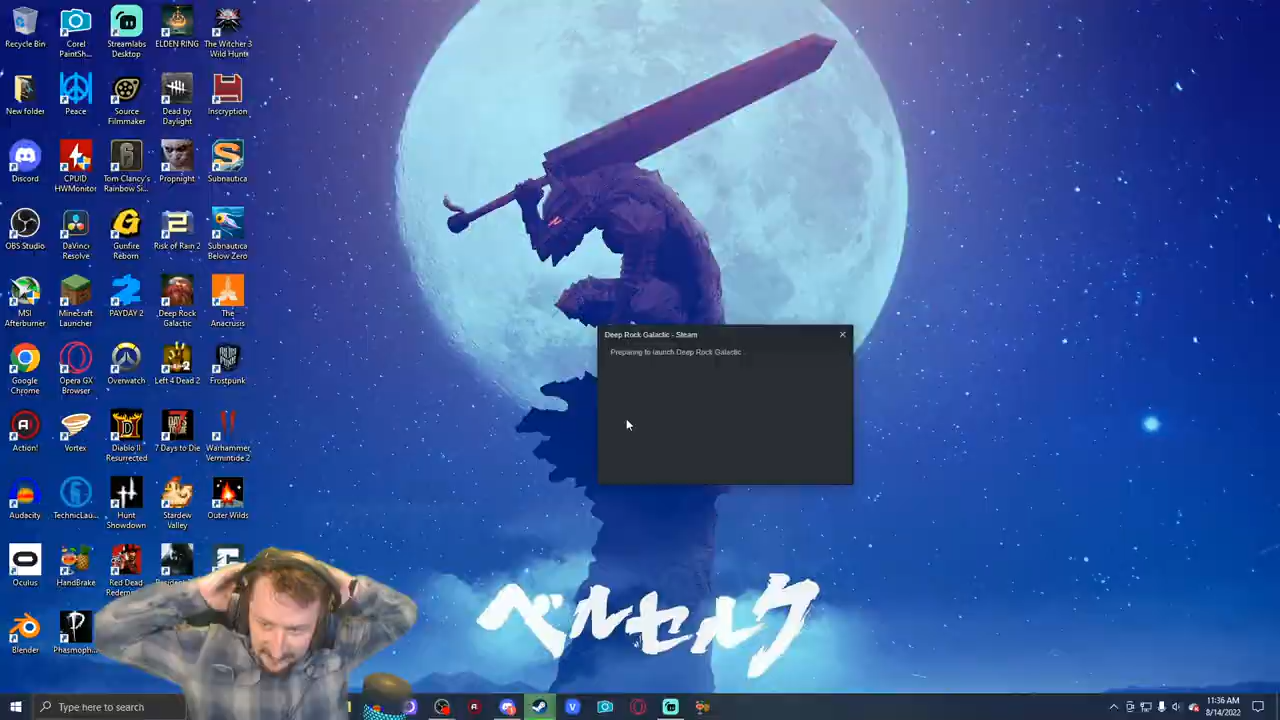 Recycle Bin
Corel
PaintSh...
Streamlabs
Desktop
ELDEN RING
The Witcher 3
Wild Hunt
New folder
Peace
Source
Filmmaker
Dead by
Daylight
Inscryption
Discord
CPUID
HWMonitor
Tom Clancy's
Rainbow Si...
Propnight
Subnautica
OBS Studio
DaVinci
Resolve
Gunfire
Reborn
Risk of Rain 2
Subnautica
Below Zero
MSI
Afterburner
Minecraft
Launcher
PAYDAY 2
Deep Rock
Galactic
The
Anacrusis
Deep Rock Galactic - Steam
Preparing to launch Deep Rock Galactic...
Google
Chrome
Opera GX
Browser
Overwatch
Left 4 Dead 2
Frostpunk
Action!
Vortex
Diablo II
Resurrected
7 Days to Die
Warhammer
Vermintide 2
Audacity
TechnicLau...
Hunt
Showdown
Stardew
Valley
Outer Wilds
Oculus
HandBrake
Red Dead
Redemp...
Blender
Phasmoph...
ベルセルク
Type here to search
11:36 AM
8/14/2022